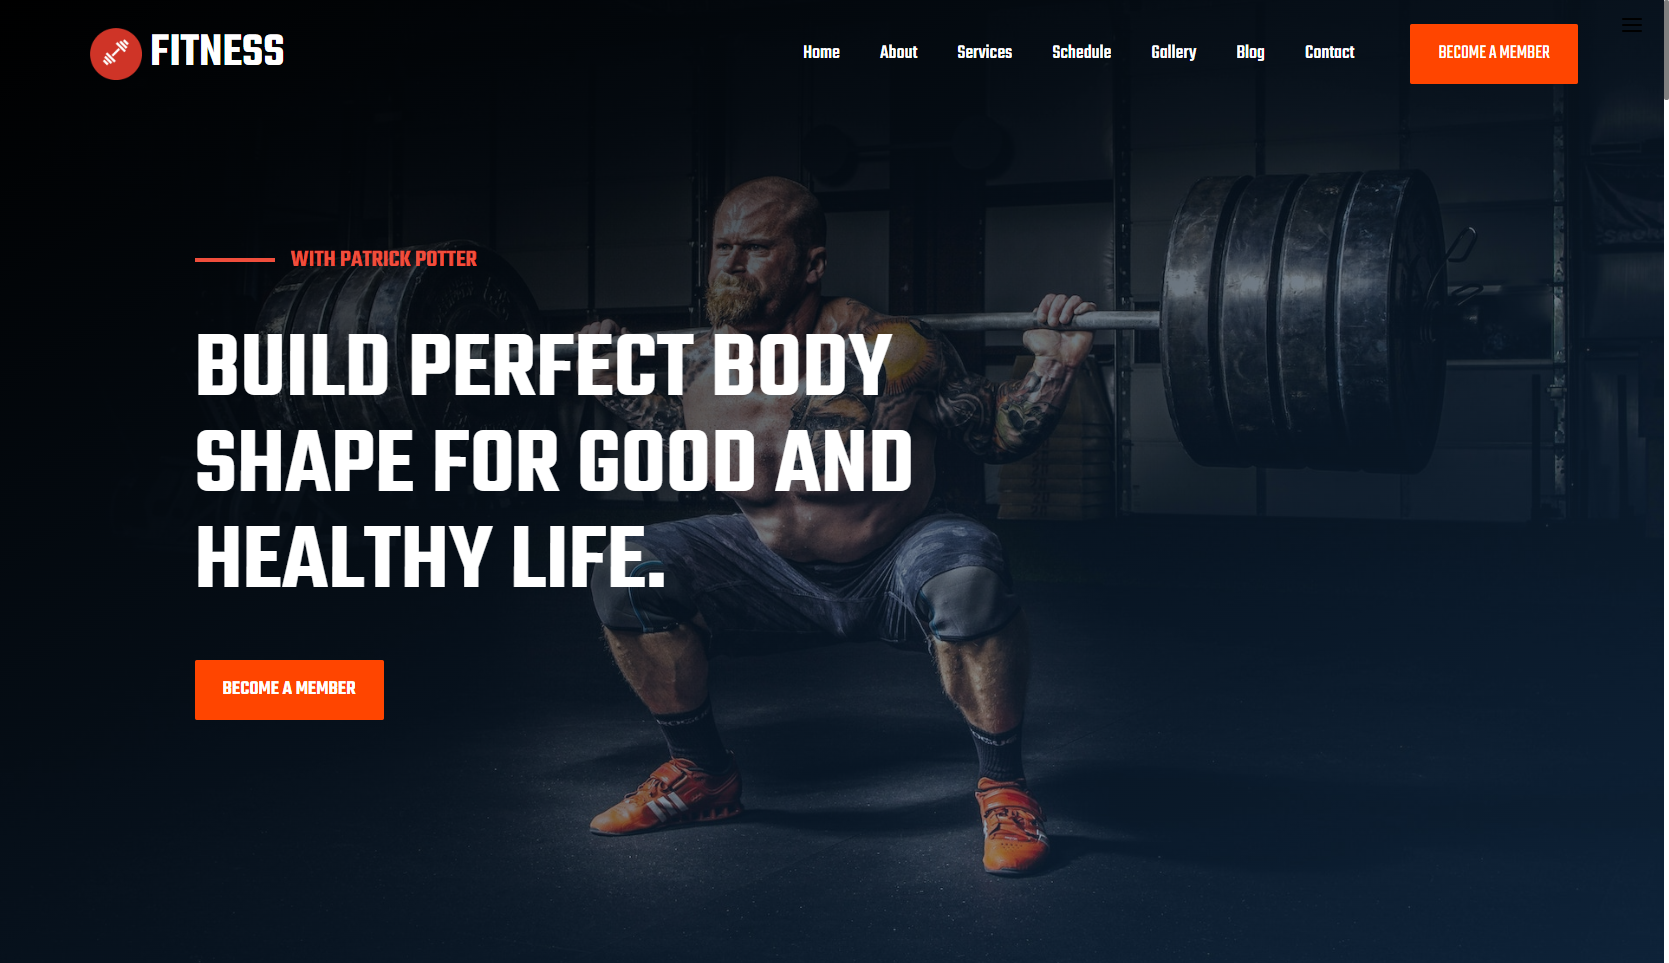 FITNESS
Home About Services Schedule Gallery Blog Contact BECOME A MEMBER
WITH PATRICK POTTER
BUILD PERFECT BODY
SHAPE FOR GOOD AND
HEALTHY LIFE.
BECOME A MEMBER